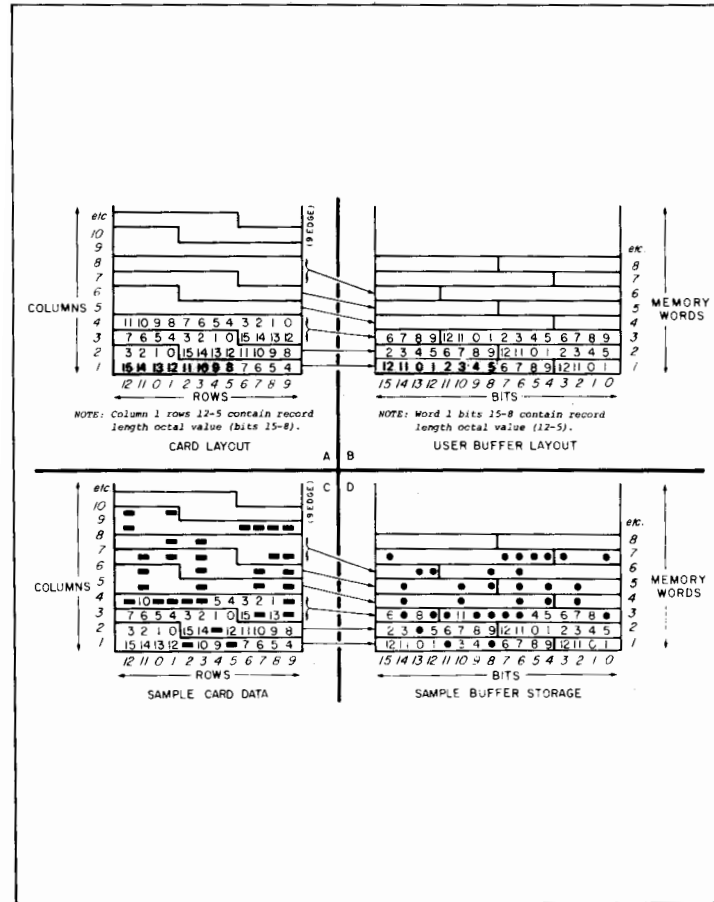 etc
10
9
8
7
6
5
4 11 10 9 8 7 6 5 4 3 2 1 0
3 7 6 5 4 3 2 1 0 15 14 13 12
2 3 2 1 0 15 14 13 12 11 10 9 8
1 15 14 13 12 11 10 9 8 7 6 5 4
12 11 0 1 2 3 4 5 6 7 8 9
COLUMNS
(9 EDGE)
ROWS
NOTE: Column 1 rows 12-5 contain record
length octal value (bits 15-8).
CARD LAYOUT
A
B
etc.
8
7
6
5
4
6 7 8 9 12 11 0 1 2 3 4 5 6 7 8 9 3
2 3 4 5 6 7 8 9 12 11 0 1 2 3 4 5 2
12 11 0 1 2 3 4 5 6 7 8 9 12 11 0 1 1
15 14 13 12 11 10 9 8 7 6 5 4 3 2 1 0
MEMORY
WORDS
BITS
NOTE: Word 1 bits 15-8 contain record
length octal value (12-5).
USER BUFFER LAYOUT
C
D
etc
10
9
8
7
6
5
4 10 5 4 3 2 1
3 7 6 5 4 3 2 1 0 15 13
2 3 2 1 0 15 14 12 11 10 9 8
1 15 14 13 12 10 9 7 6 5 4
12 11 0 1 2 3 4 5 6 7 8 9
COLUMNS
(9 EDGE)
ROWS
SAMPLE CARD DATA
etc.
8
7
6
5
4
6 8 11 4 5 6 7 8 3
2 3 5 6 7 8 9 12 11 0 1 2 3 4 5 2
12 11 0 1 3 4 6 7 8 9 12 11 0 1 1
15 14 13 12 11 10 9 8 7 6 5 4 3 2 1 0
MEMORY
WORDS
BITS
SAMPLE BUFFER STORAGE